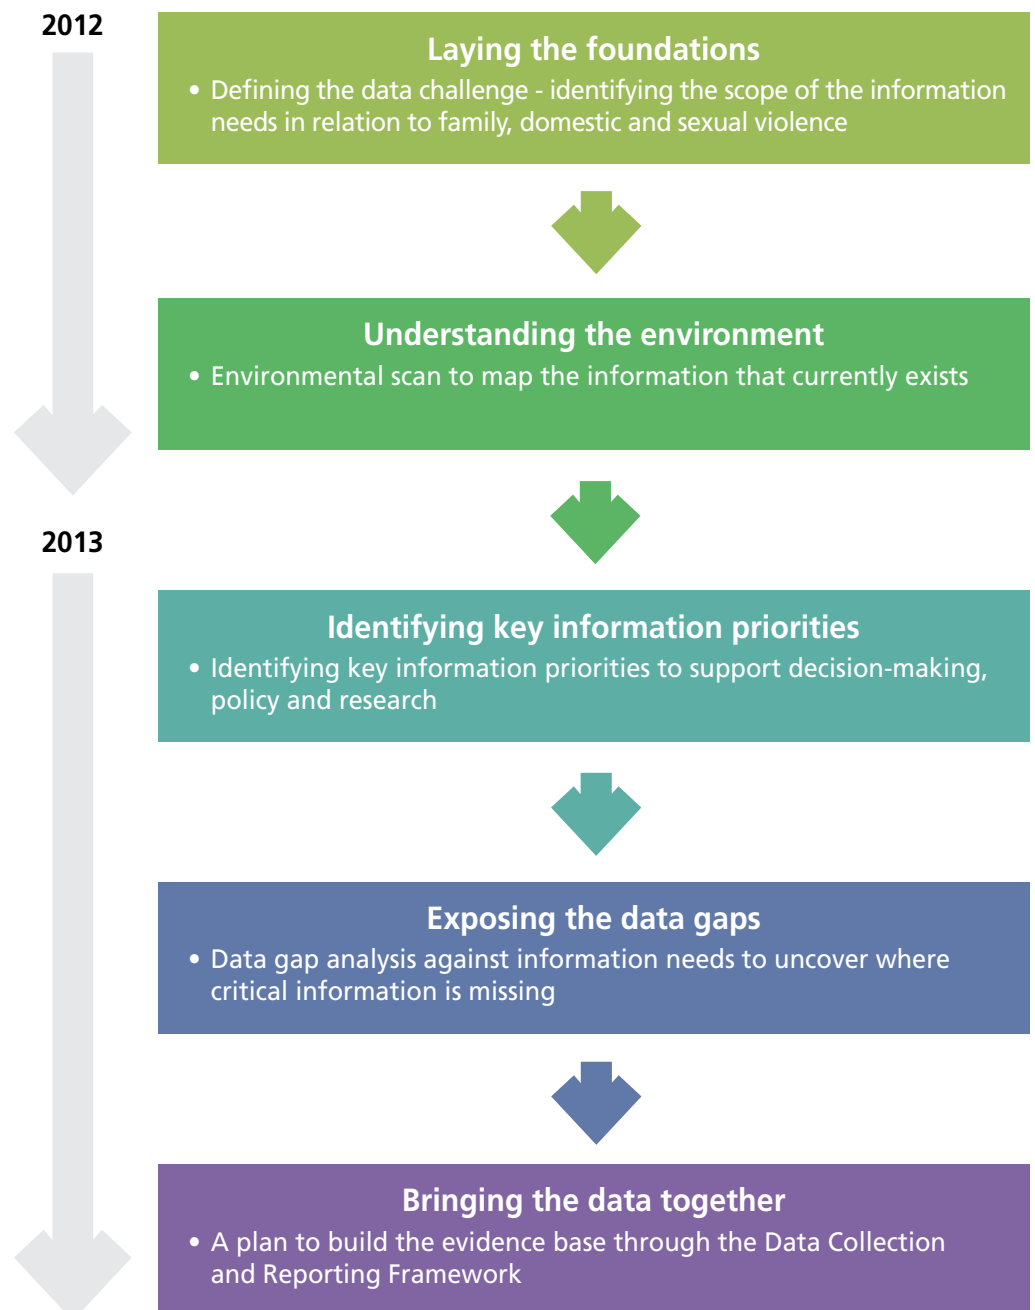 2012
Laying the foundations
• Defining the data challenge - identifying the scope of the information
needs in relation to family, domestic and sexual violence
Understanding the environment
• Environmental scan to map the information that currently exists
2013
Identifying key information priorities
• Identifying key information priorities to support decision-making,
policy and research
Exposing the data gaps
• Data gap analysis against information needs to uncover where
critical information is missing
Bringing the data together
• A plan to build the evidence base through the Data Collection
and Reporting Framework